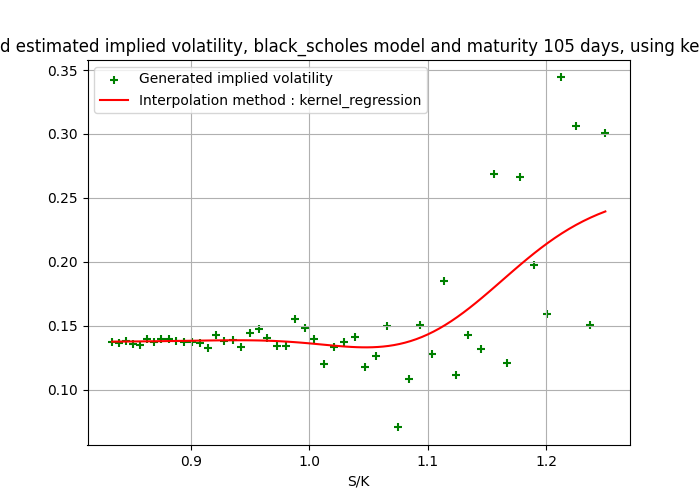 d estimated implied volatility, black_scholes model and maturity 105 days, using ke
Generated implied volatility
Interpolation method : kernel_regression
0.35
0.30
0.25
0.20
0.15
0.10
0.9 1.0 1.1 1.2
S/K